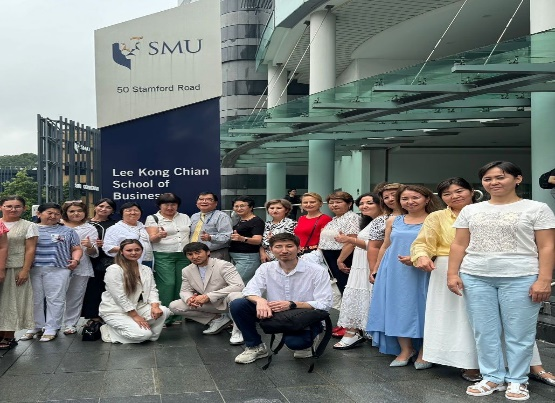 SMU
50 Stamford Road
Lee Kong Chian
School of
Business